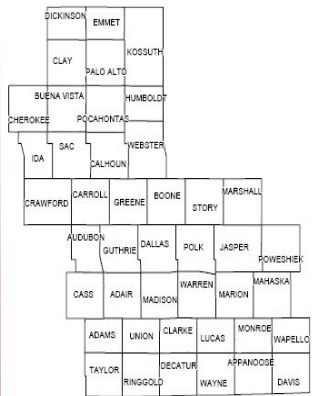 DICKINSON EMMET
KOSSUTH
CLAY PALO ALTO
BUENA VISTA HUMBOLDT
CHEROKEE POCAHONTAS
IDA SAC CALHOUN WEBSTER
CRAWFORD CARROLL GREENE BOONE STORY MARSHALL
AUDUBON GUTHRIE DALLAS POLK JASPER POWESHIEK
CASS ADAIR MADISON WARREN MARION MAHASKA
ADAMS UNION CLARKE LUCAS MONROE WAPELLO
TAYLOR RINGGOLD DECATUR WAYNE APPANOOSE DAVIS